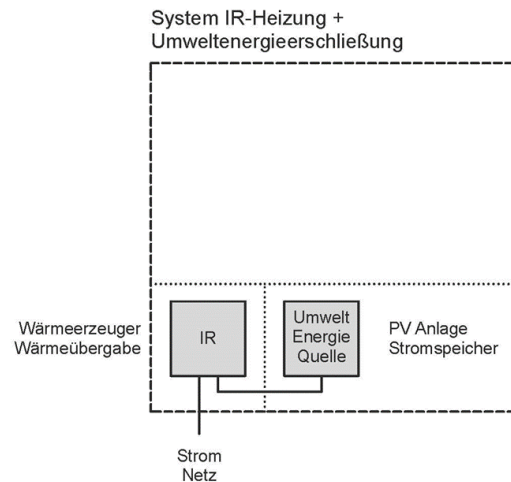 System IR-Heizung +
Umweltenergieerschließung
Wärmeerzeuger
Wärmeübergabe
IR
Umwelt
Energie
Quelle
PV Anlage
Stromspeicher
Strom
Netz